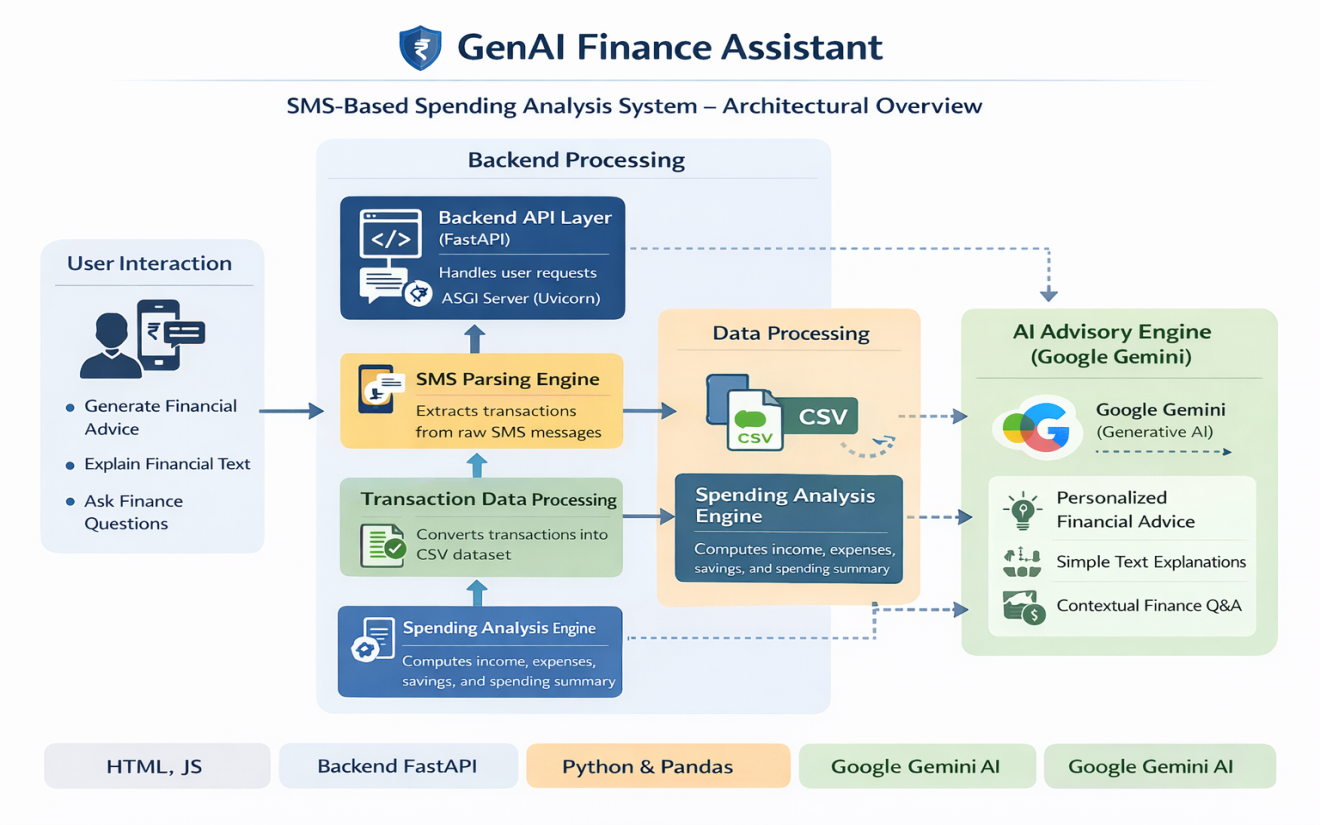 ₹ GenAI Finance Assistant
SMS-Based Spending Analysis System – Architectural Overview
User Interaction
₹
Generate Financial
Advice
Explain Financial Text
Ask Finance
Questions
Backend Processing
</>
Backend API Layer
(FastAPI)
Handles user requests
ASGI Server (Uvicorn)
SMS Parsing Engine
Extracts transactions
from raw SMS messages
Transaction Data Processing
Converts transactions into
CSV dataset
Spending Analysis Engine
Computes income, expenses,
savings, and spending summary
Data Processing
CSV
CSV
Spending Analysis
Engine
Computes income, expenses,
savings, and spending summary
AI Advisory Engine
(Google Gemini)
G
Google Gemini
(Generative AI)
Personalized
Financial Advice
Simple Text Explanations
$
Contextual Finance Q&A
HTML, JS
Backend FastAPI
Python & Pandas
Google Gemini AI
Google Gemini AI